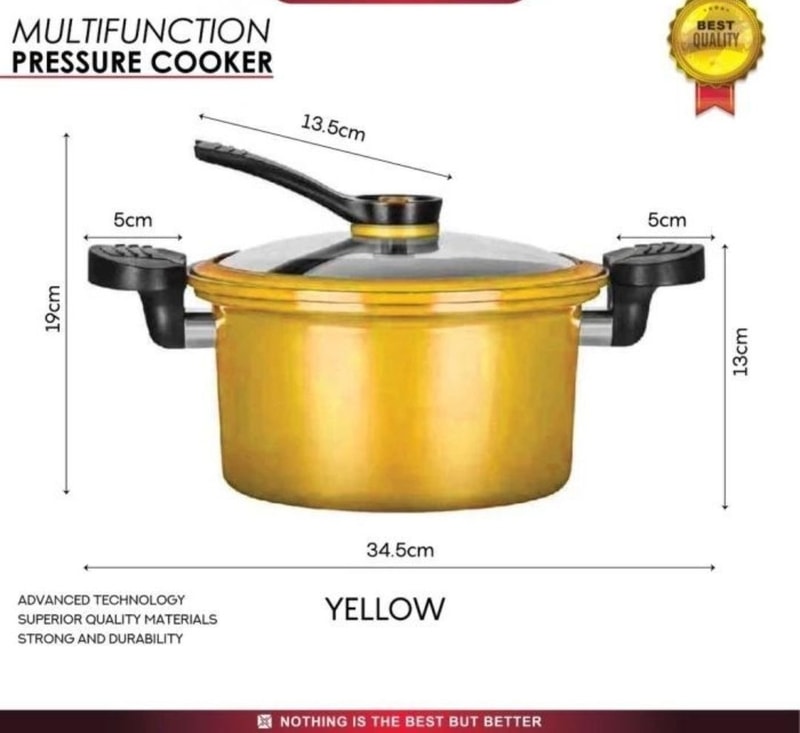 MULTIFUNCTION
PRESSURE COOKER
BEST
QUALITY
13.5cm
5cm
5cm
19cm
13cm
34.5cm
ADVANCED TECHNOLOGY
SUPERIOR QUALITY MATERIALS
STRONG AND DURABILITY
YELLOW
NOTHING IS THE BEST BUT BETTER